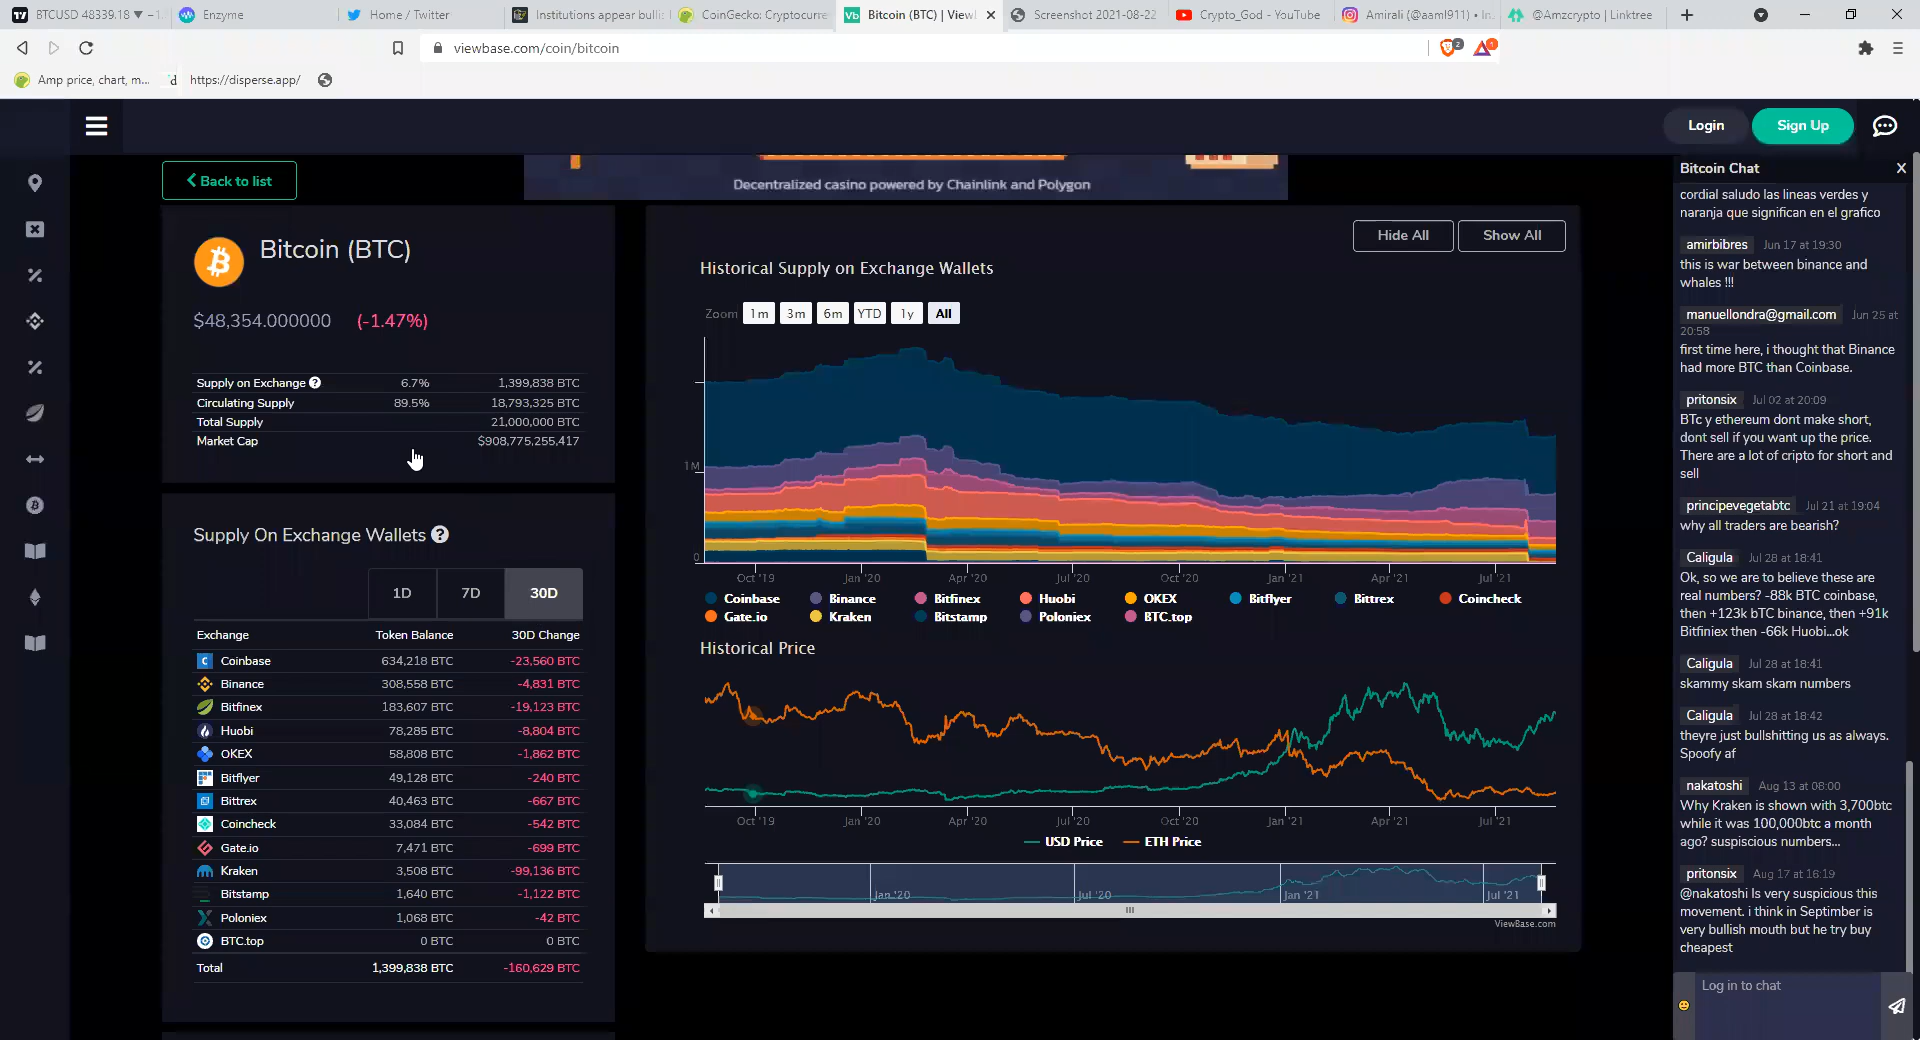 BTCUSD 48339.18 ▼ −1.
Enzyme
Home / Twitter
Institutions appear bullis
CoinGecko: Cryptocurre
Bitcoin (BTC) | View
Screenshot 2021-08-22
Crypto_God - YouTube
Amirali (@aaml911) • In
@Amzcrypto | Linktree
viewbase.com/coin/bitcoin
2
1
Amp price, chart, m...
d
https://disperse.app/
Login
Sign Up
Back to list
Decentralized casino powered by Chainlink and Polygon
Bitcoin (BTC)
$48,354.000000 (-1.47%)
Supply on Exchange ? 6.7% 1,399,838 BTC
Circulating Supply 89.5% 18,793,325 BTC
Total Supply 21,000,000 BTC
Market Cap $908,775,255,417
Supply On Exchange Wallets ?
1D 7D 30D
Exchange Token Balance 30D Change
Coinbase 634,218 BTC -23,560 BTC
Binance 308,558 BTC -4,831 BTC
Bitfinex 183,607 BTC -19,123 BTC
Huobi 78,285 BTC -8,804 BTC
OKEX 58,808 BTC -1,862 BTC
Bitflyer 49,128 BTC -240 BTC
Bittrex 40,463 BTC -667 BTC
Coincheck 33,084 BTC -542 BTC
Gate.io 7,471 BTC -699 BTC
Kraken 3,508 BTC -99,136 BTC
Bitstamp 1,640 BTC -1,122 BTC
Poloniex 1,068 BTC -42 BTC
BTC.top 0 BTC 0 BTC
Total 1,399,838 BTC -160,629 BTC
Hide All Show All
Historical Supply on Exchange Wallets
Zoom 1m 3m 6m YTD 1y All
1M
0
Oct '19 Jan '20 Apr '20 Jul '20 Oct '20 Jan '21 Apr '21 Jul '21
Coinbase Binance Bitfinex Huobi OKEX Bitflyer Bittrex Coincheck
Gate.io Kraken Bitstamp Poloniex BTC.top
Historical Price
Oct '19 Jan '20 Apr '20 Jul '20 Oct '20 Jan '21 Apr '21 Jul '21
USD Price ETH Price
Jan '20 Jul '20 Jan '21 Jul '21
ViewBase.com
Bitcoin Chat
cordial saludo las lineas verdes y
naranja que significan en el grafico
amirbibres Jun 17 at 19:30
this is war between binance and
whales !!!
manuellondra@gmail.com Jun 25 at
20:58
first time here, i thought that Binance
had more BTC than Coinbase.
pritonsix Jul 02 at 20:09
BTc y ethereum dont make short,
dont sell if you want up the price.
There are a lot of cripto for short and
sell
principevegetabtc Jul 21 at 19:04
why all traders are bearish?
Caligula Jul 28 at 18:41
Ok, so we are to believe these are
real numbers? -88k BTC coinbase,
then +123k bTC binance, then +91k
Bitfiniex then -66k Huobi...ok
Caligula Jul 28 at 18:41
skammy skam skam numbers
Caligula Jul 28 at 18:42
theyre just bullshitting us as always.
Spoofy af
nakatoshi Aug 13 at 08:00
Why Kraken is shown with 3,700btc
while it was 100,000btc a month
ago? suspiscious numbers...
pritonsix Aug 17 at 16:19
@nakatoshi Is very suspicious this
movement. i think in Septimber is
very bullish mouth but he try buy
cheapest
Log in to chat